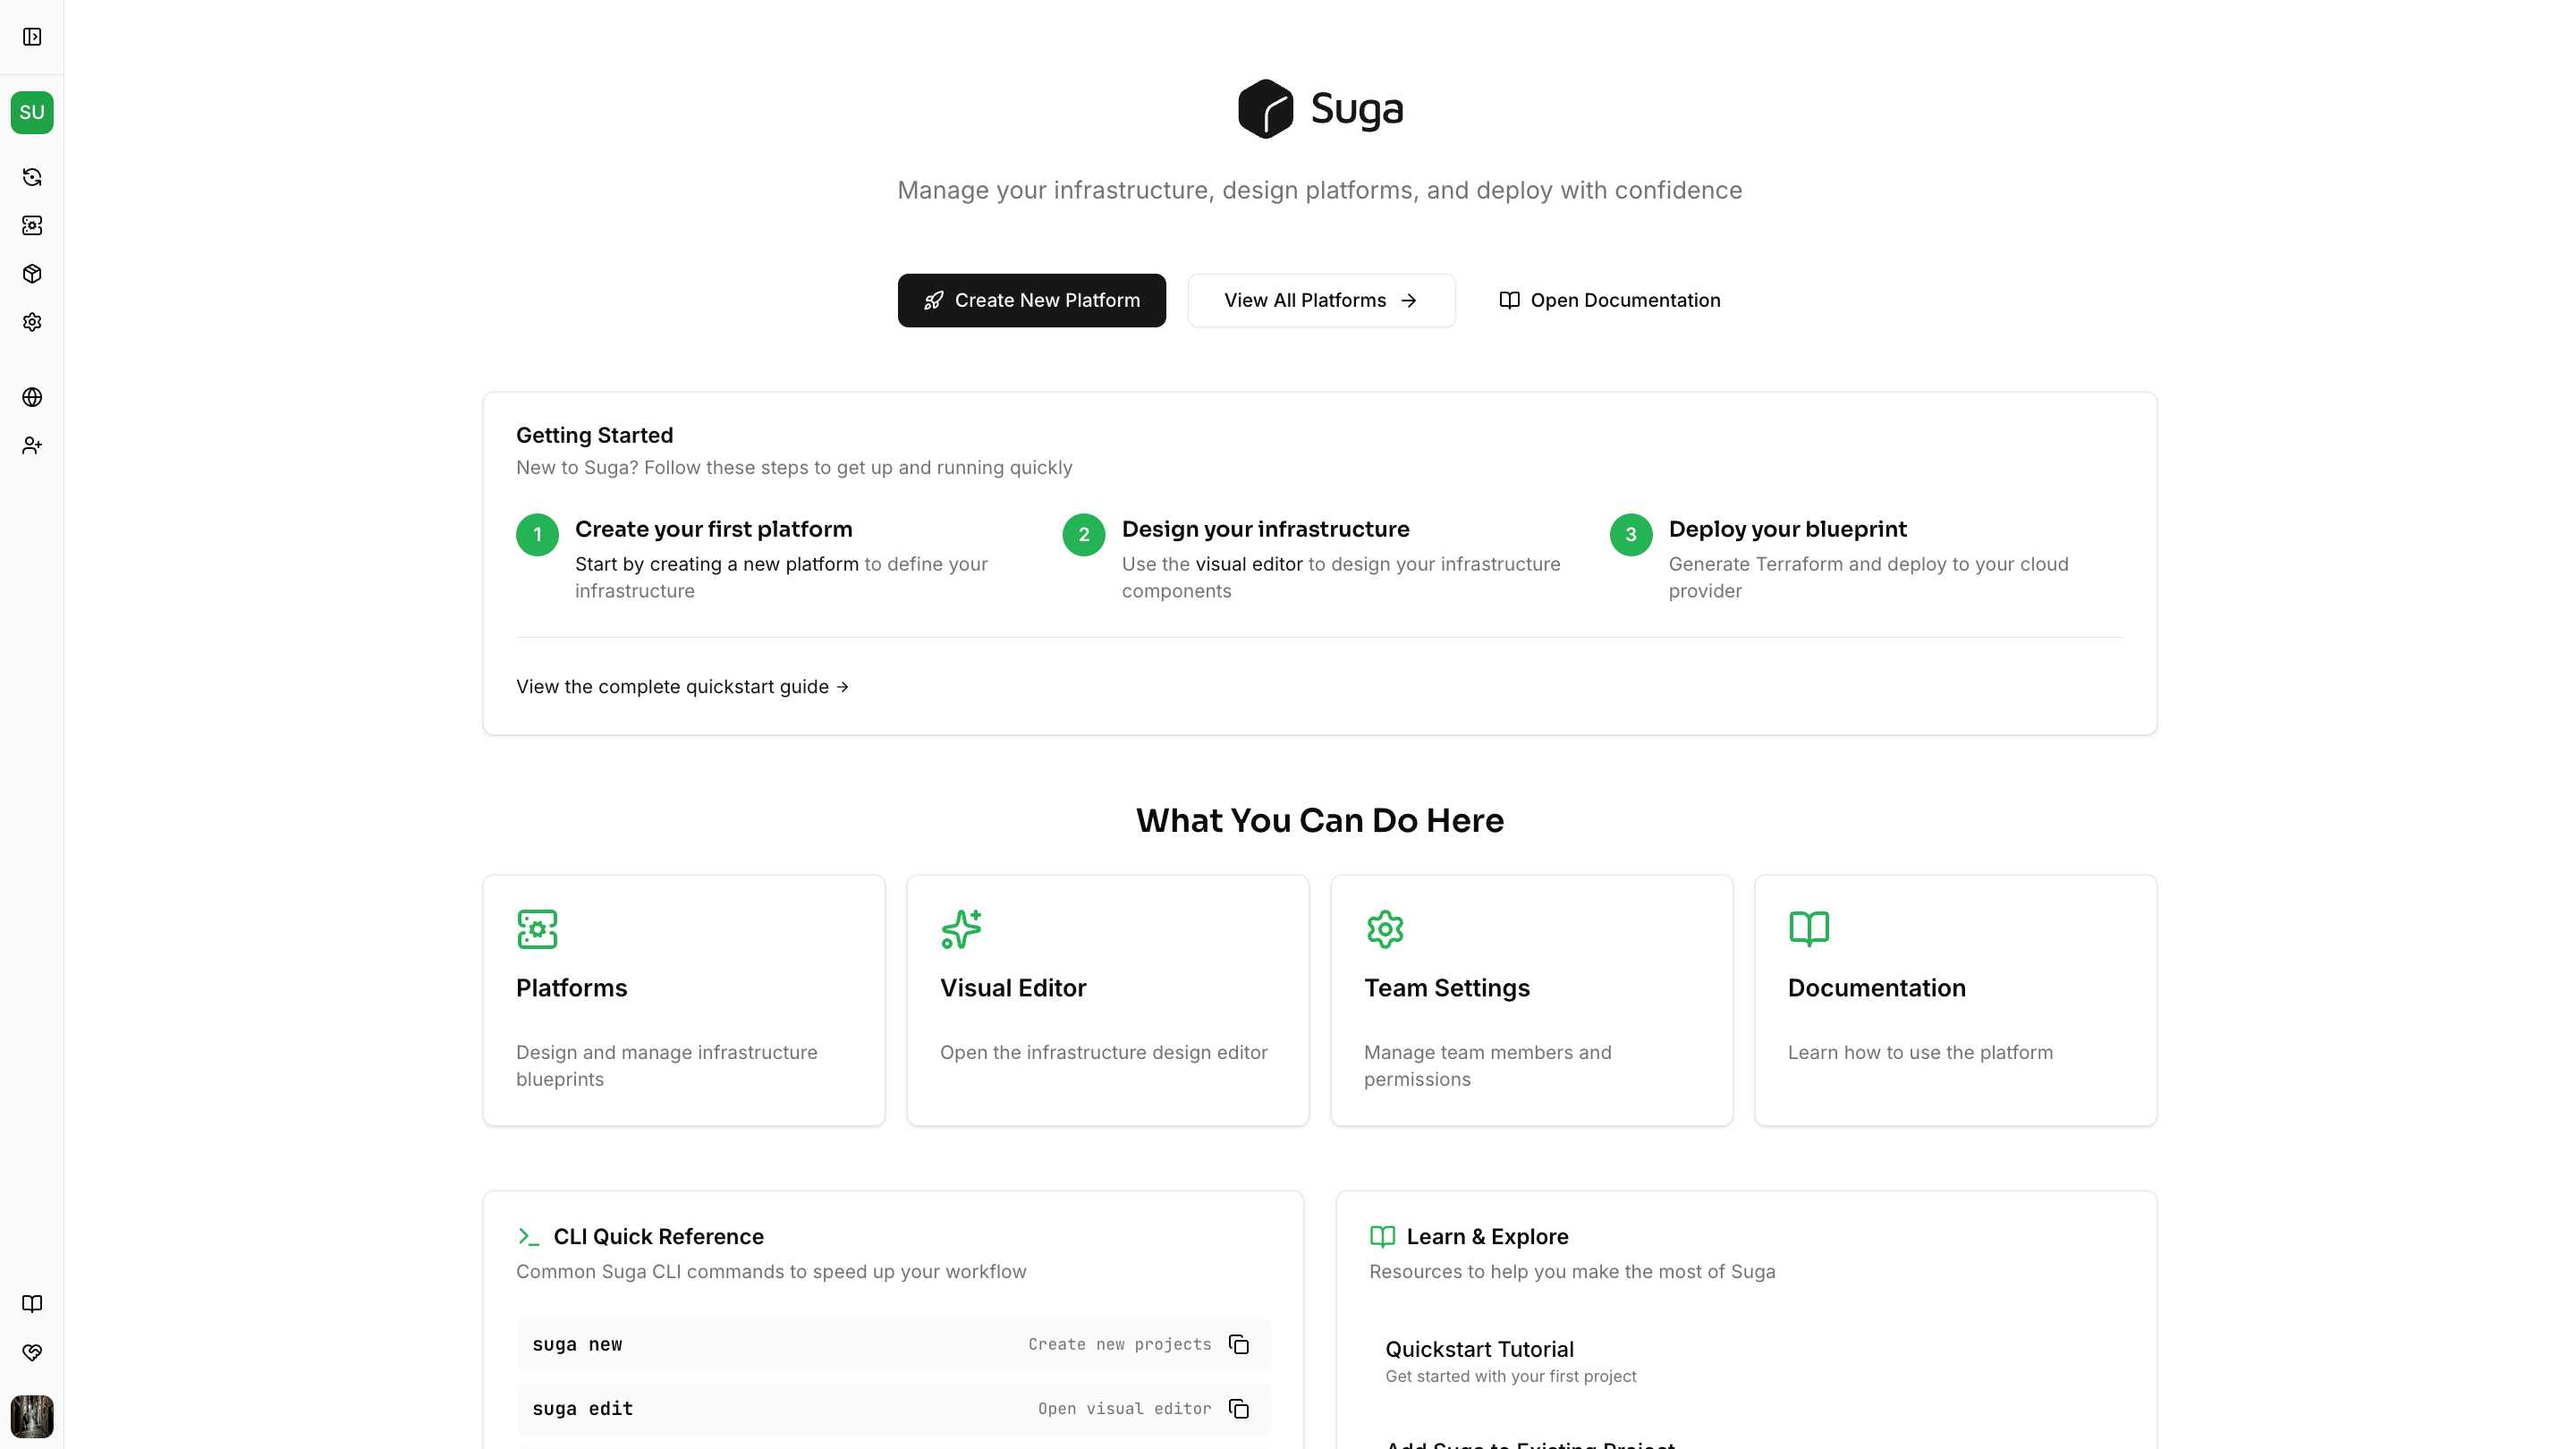 SU
Suga
Manage your infrastructure, design platforms, and deploy with confidence
Create New Platform
View All Platforms →
Open Documentation
Getting Started
New to Suga? Follow these steps to get up and running quickly
1
Create your first platform
Start by creating a new platform to define your
infrastructure
2
Design your infrastructure
Use the visual editor to design your infrastructure
components
3
Deploy your blueprint
Generate Terraform and deploy to your cloud
provider
View the complete quickstart guide →
What You Can Do Here
Platforms
Design and manage infrastructure
blueprints
Visual Editor
Open the infrastructure design editor
Team Settings
Manage team members and
permissions
Documentation
Learn how to use the platform
CLI Quick Reference
Common Suga CLI commands to speed up your workflow
suga new
Create new projects
suga edit
Open visual editor
Learn & Explore
Resources to help you make the most of Suga
Quickstart Tutorial
Get started with your first project
Add Suga to Existing Project